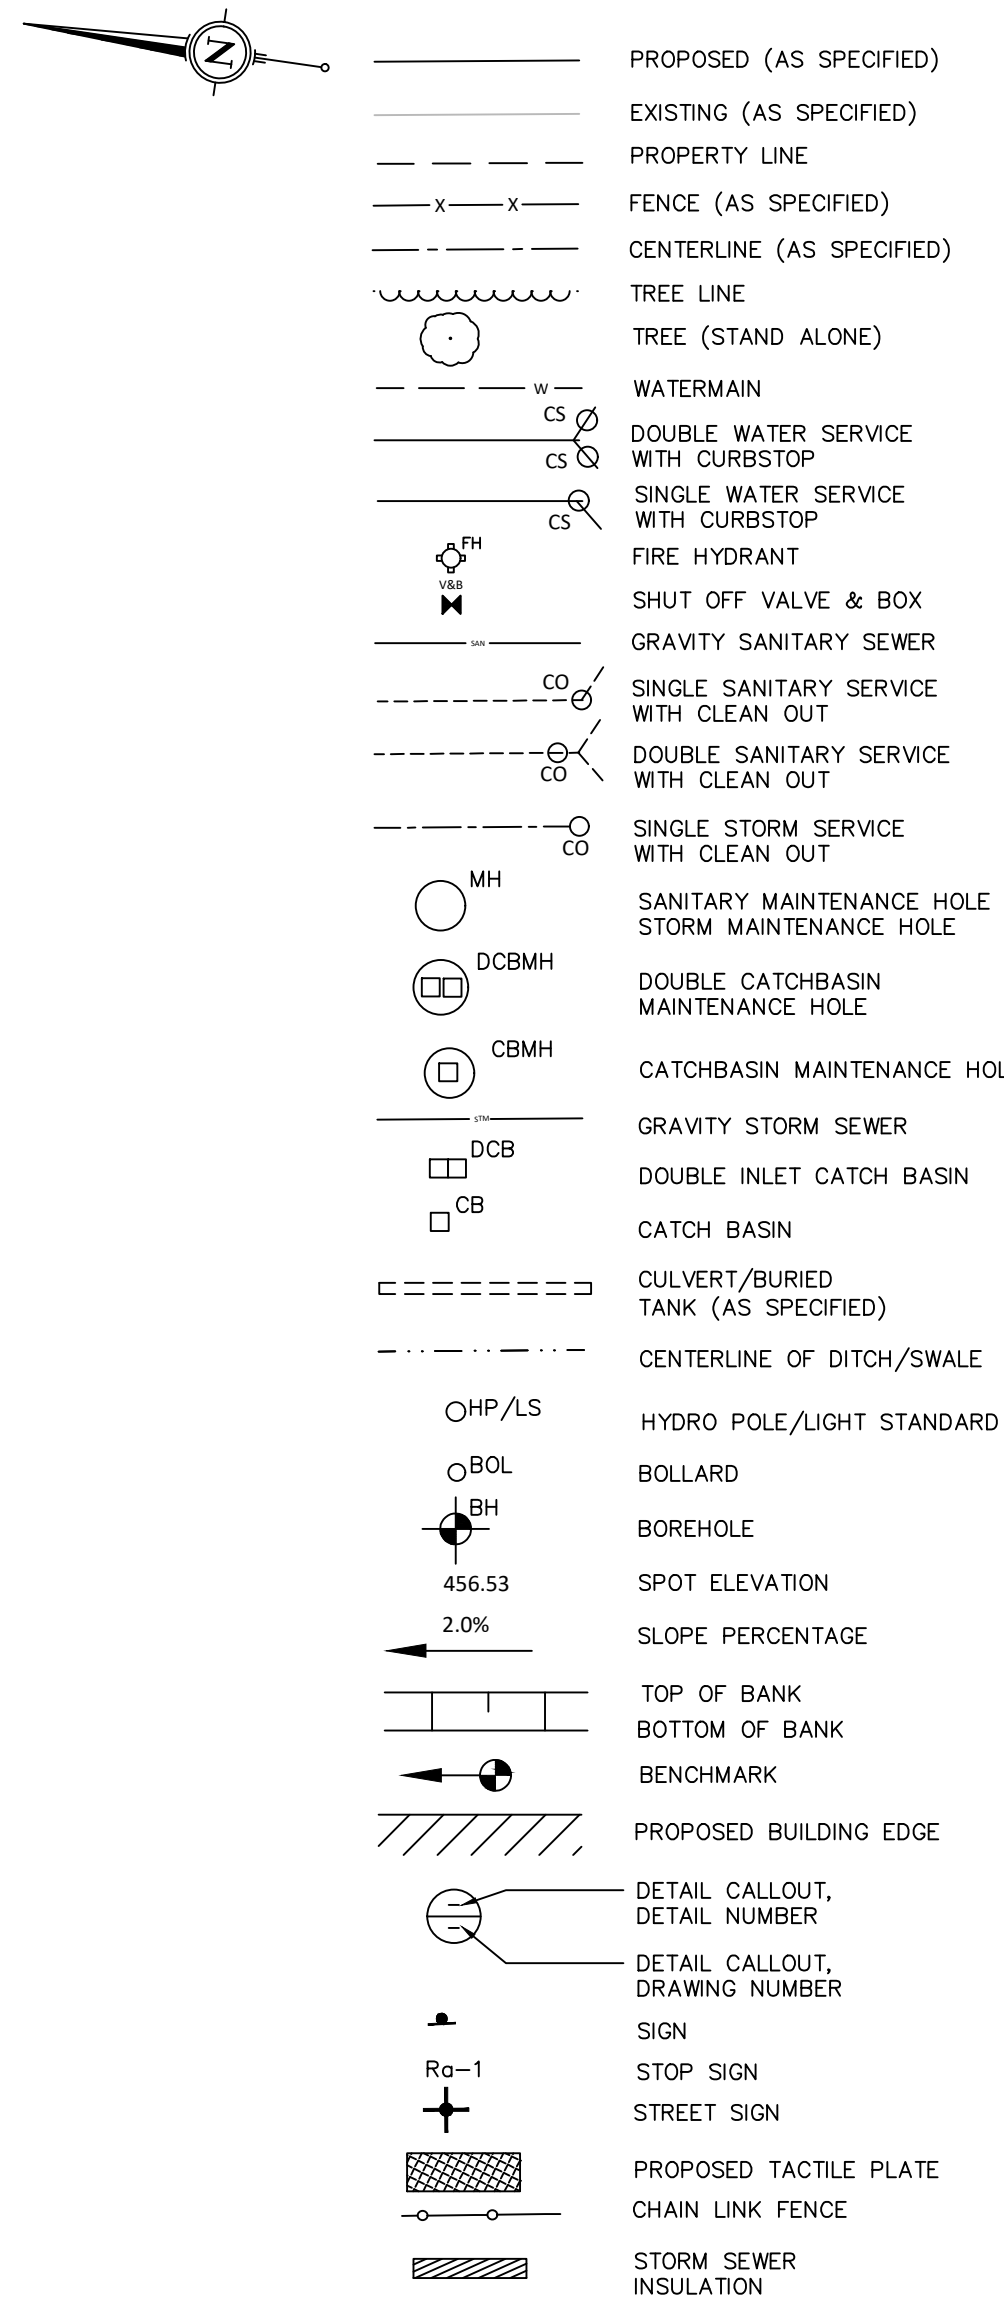 N
PROPOSED (AS SPECIFIED)
EXISTING (AS SPECIFIED)
PROPERTY LINE
X X FENCE (AS SPECIFIED)
CENTERLINE (AS SPECIFIED)
TREE LINE
TREE (STAND ALONE)
W WATERMAIN
CS
DOUBLE WATER SERVICE
CS WITH CURBSTOP
SINGLE WATER SERVICE
CS WITH CURBSTOP
FH
FIRE HYDRANT
V&B
SHUT OFF VALVE & BOX
SAN GRAVITY SANITARY SEWER
CO SINGLE SANITARY SERVICE
WITH CLEAN OUT
DOUBLE SANITARY SERVICE
CO WITH CLEAN OUT
SINGLE STORM SERVICE
CO WITH CLEAN OUT
MH
SANITARY MAINTENANCE HOLE
STORM MAINTENANCE HOLE
DCBMH
DOUBLE CATCHBASIN
MAINTENANCE HOLE
CBMH
CATCHBASIN MAINTENANCE HOL
STM GRAVITY STORM SEWER
DCB
DOUBLE INLET CATCH BASIN
CB
CATCH BASIN
CULVERT/BURIED
TANK (AS SPECIFIED)
CENTERLINE OF DITCH/SWALE
HP/LS
HYDRO POLE/LIGHT STANDARD
BOL BOLLARD
BH
BOREHOLE
456.53 SPOT ELEVATION
2.0%
SLOPE PERCENTAGE
TOP OF BANK
BOTTOM OF BANK
BENCHMARK
PROPOSED BUILDING EDGE
DETAIL CALLOUT,
DETAIL NUMBER
DETAIL CALLOUT,
DRAWING NUMBER
SIGN
Ra-1 STOP SIGN
STREET SIGN
PROPOSED TACTILE PLATE
CHAIN LINK FENCE
STORM SEWER
INSULATION